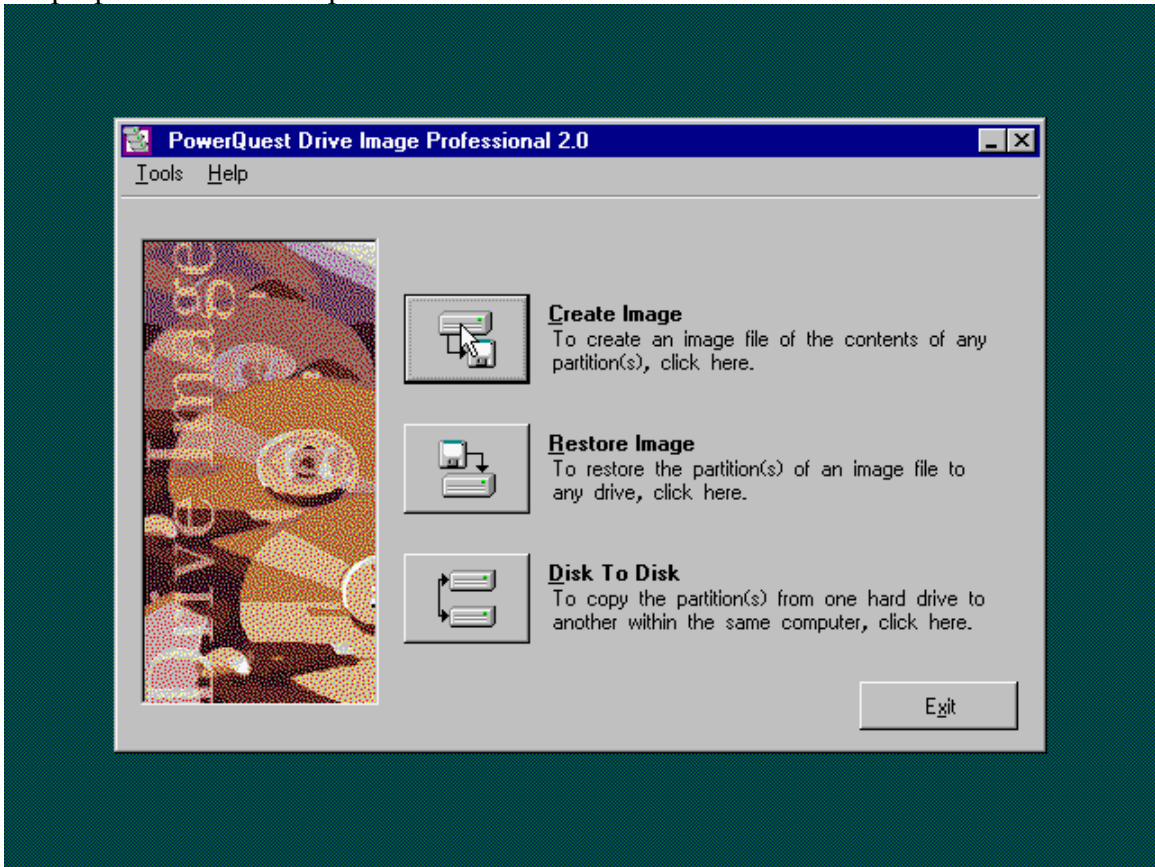 PowerQuest Drive Image Professional 2.0
Tools Help
Drive Image
Create Image
To create an image file of the contents of any
partition(s), click here.
Restore Image
To restore the partition(s) of an image file to
any drive, click here.
Disk To Disk
To copy the partition(s) from one hard drive to
another within the same computer, click here.
Exit